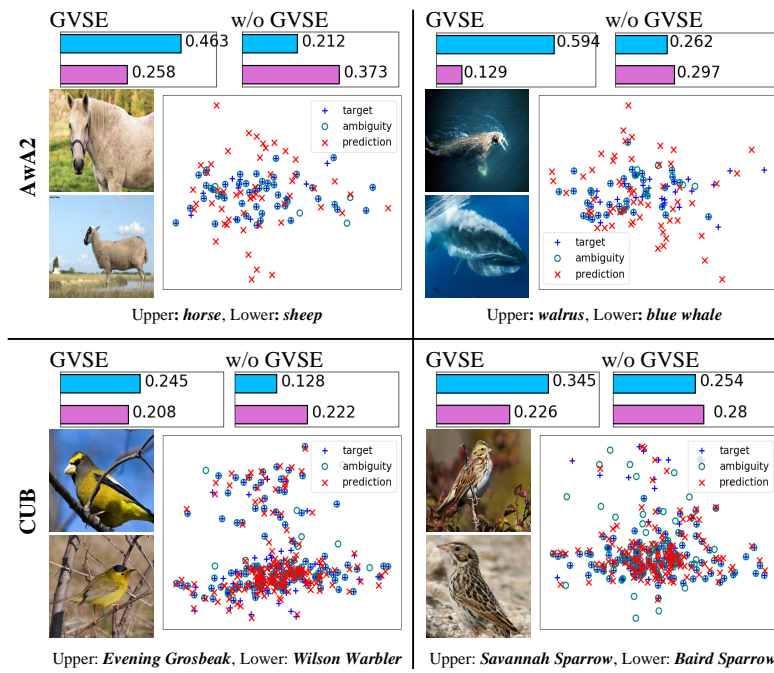 GVSE w/o GVSE
0.463 0.212
0.258 0.373
target
ambiguity
prediction
AwA2
Upper: horse, Lower: sheep
GVSE w/o GVSE
0.594 0.262
0.129 0.297
target
ambiguity
prediction
Upper: walrus, Lower: blue whale
GVSE w/o GVSE
0.245 0.128
0.208 0.222
target
ambiguity
prediction
CUB
Upper: Evening Grosbeak, Lower: Wilson Warbler
GVSE w/o GVSE
0.345 0.254
0.226 0.28
target
ambiguity
prediction
Upper: Savannah Sparrow, Lower: Baird Sparrow